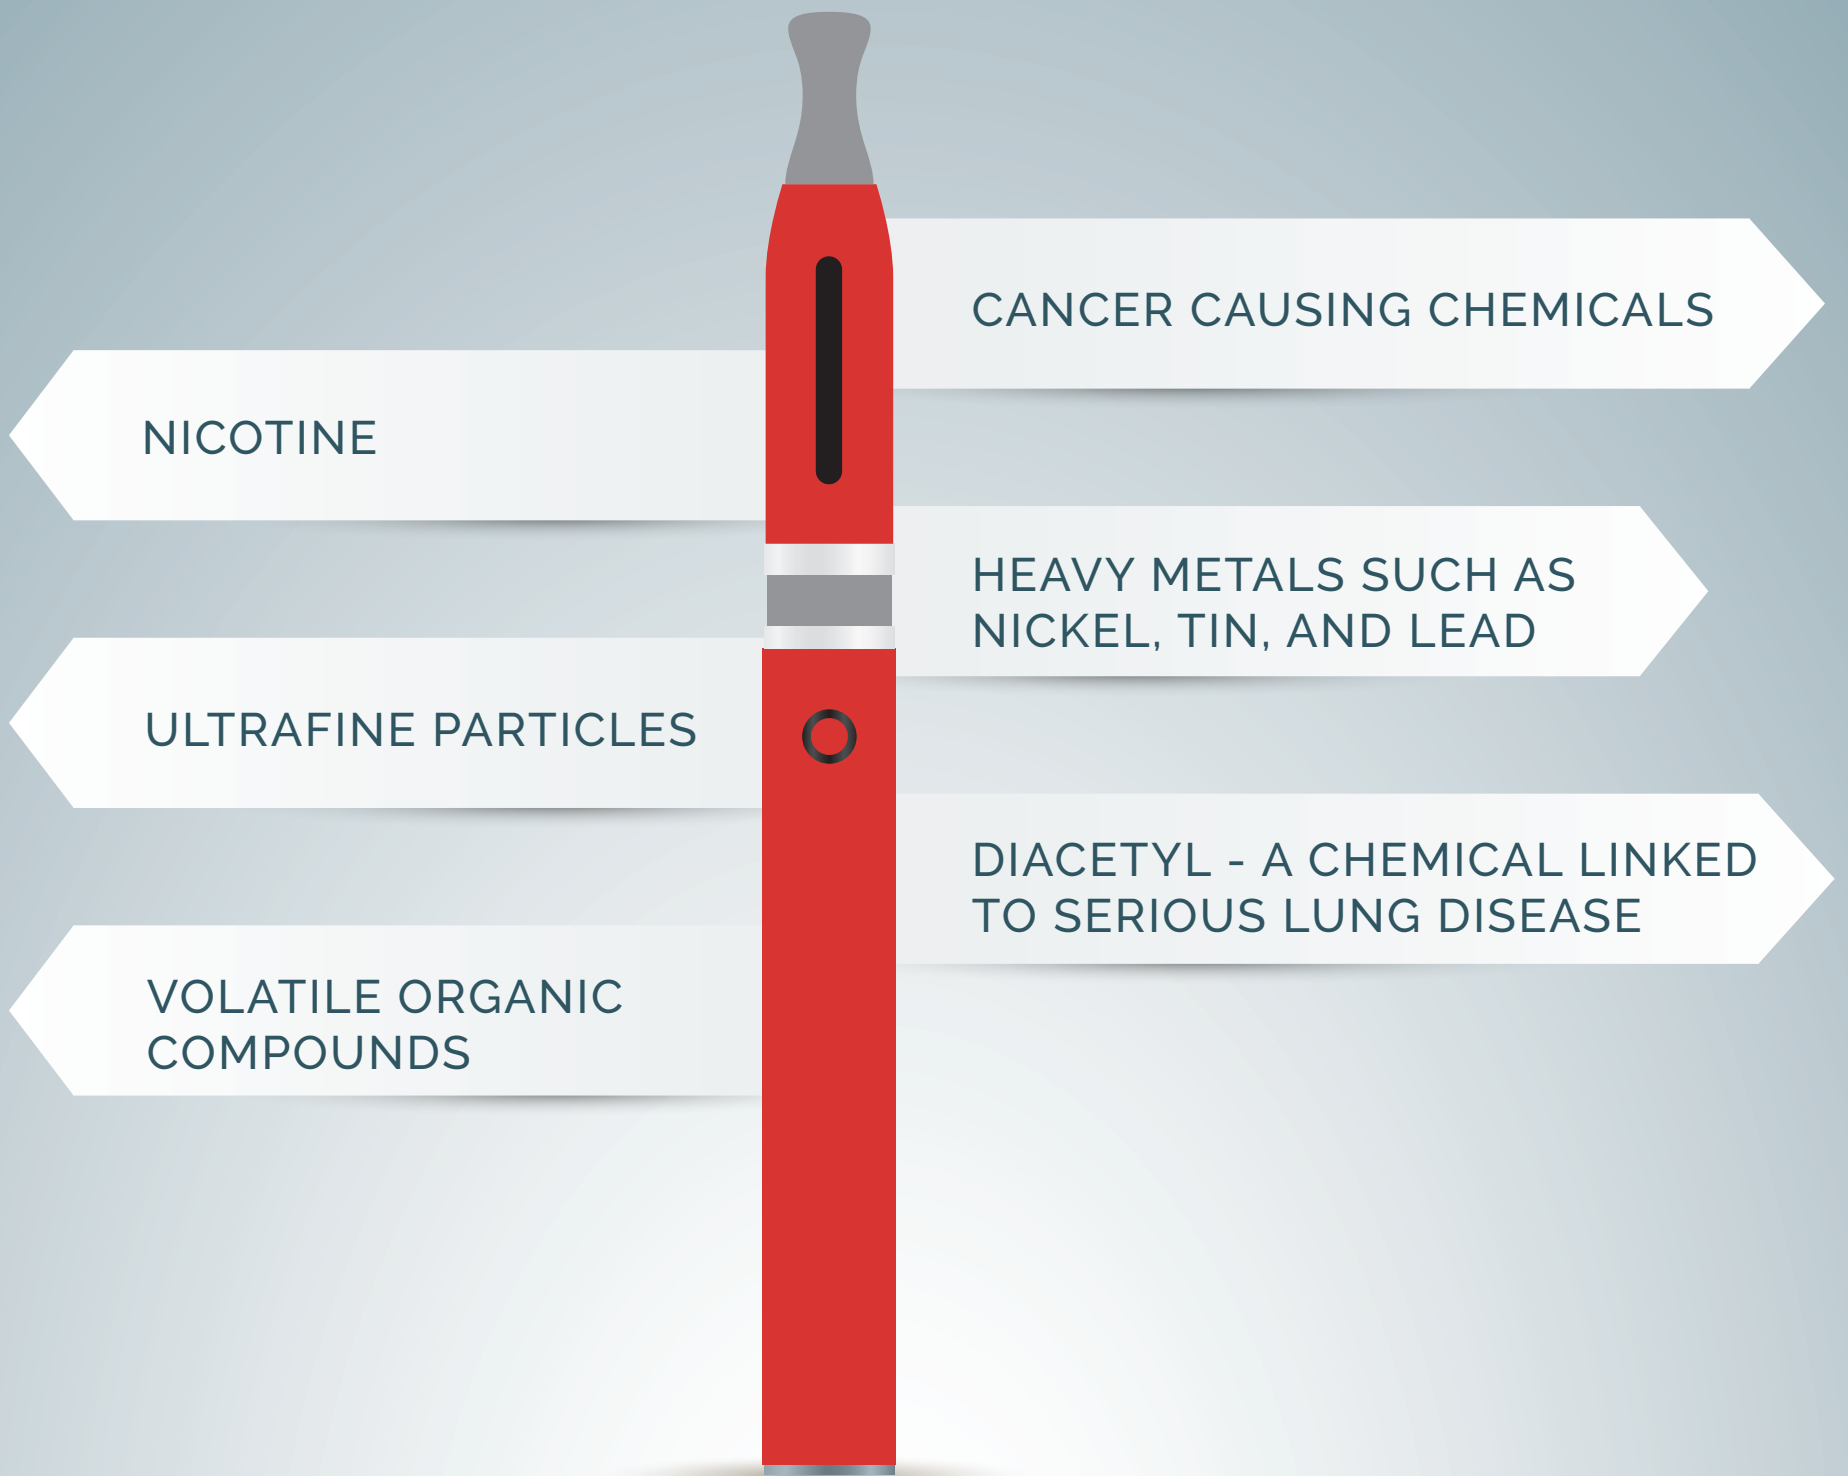 CANCER CAUSING CHEMICALS
NICOTINE
HEAVY METALS SUCH AS
NICKEL, TIN, AND LEAD
ULTRAFINE PARTICLES
DIACETYL - A CHEMICAL LINKED
TO SERIOUS LUNG DISEASE
VOLATILE ORGANIC
COMPOUNDS